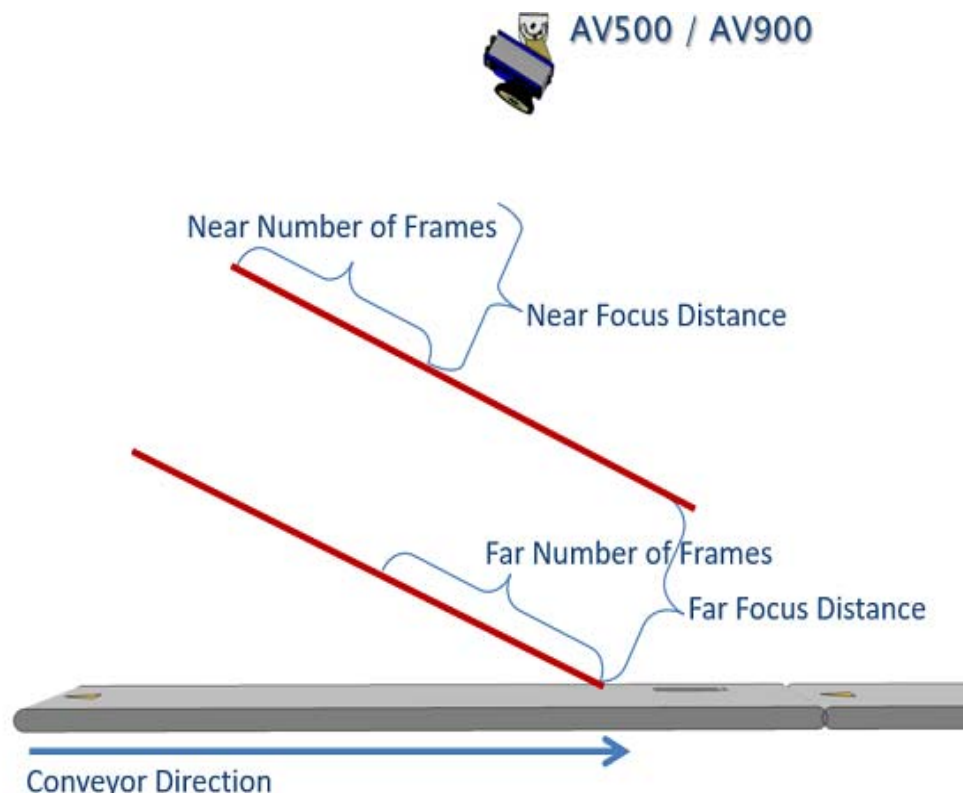 AV500 / AV900
Near Number of Frames
Near Focus Distance
Far Number of Frames
Far Focus Distance
Conveyor Direction